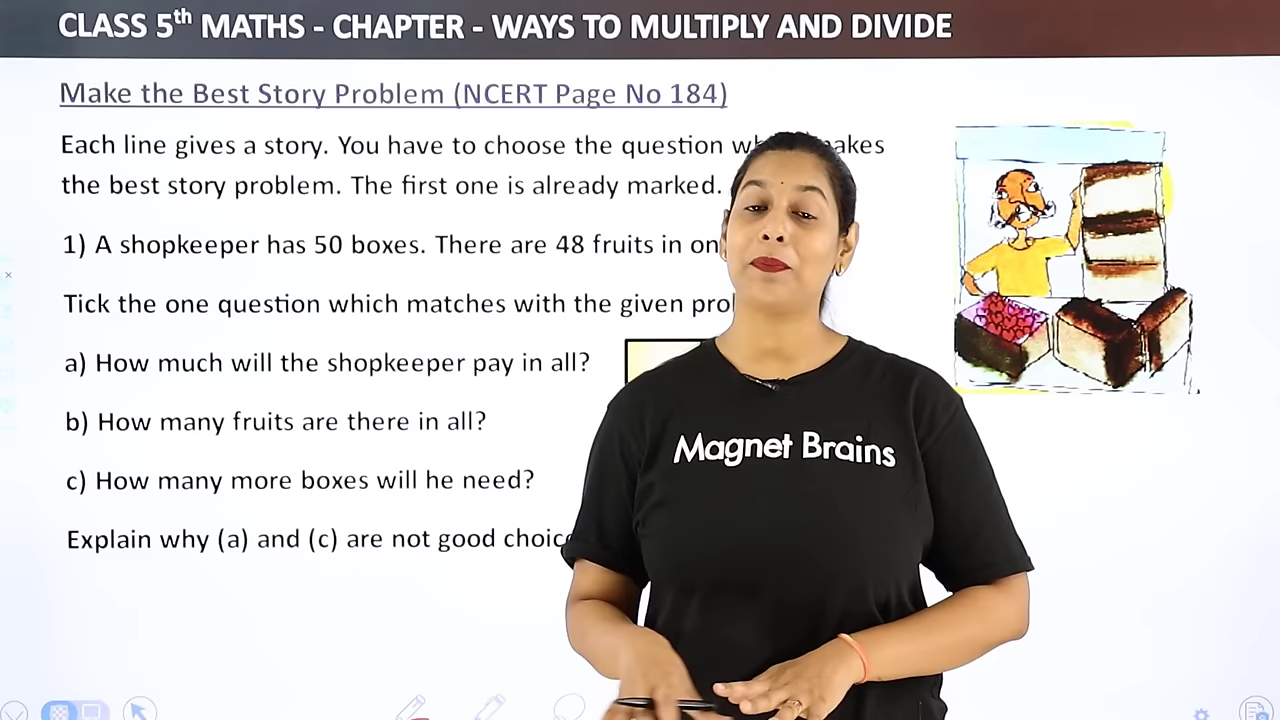 CLASS 5th MATHS - CHAPTER - WAYS TO MULTIPLY AND DIVIDE
Make the Best Story Problem (NCERT Page No 184)
Each line gives a story. You have to choose the question
the best story problem. The first one is already marked.
1) A shopkeeper has 50 boxes. There are 48 fruits in
Tick the one question which matches with the given
a) How much will the shopkeeper pay in all?
b) How many fruits are there in all?
c) How many more boxes will he need?
Explain why (a) and (c) are not good
Magnet Brains